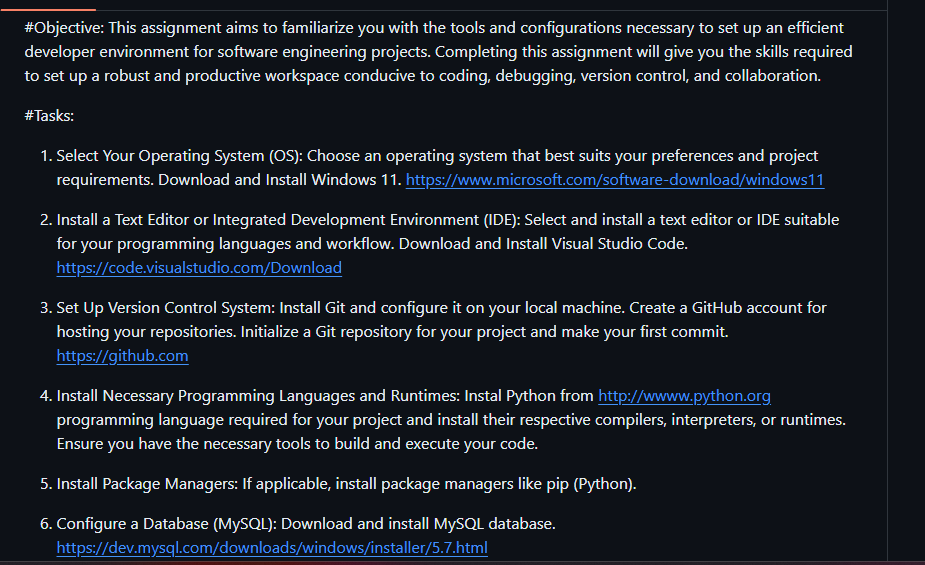 #Objective: This assignment aims to familiarize you with the tools and configurations necessary to set up an efficient
developer environment for software engineering projects. Completing this assignment will give you the skills required
to set up a robust and productive workspace conducive to coding, debugging, version control, and collaboration.
#Tasks:
1. Select Your Operating System (OS): Choose an operating system that best suits your preferences and project
requirements. Download and Install Windows 11. https://www.microsoft.com/software-download/windows11
2. Install a Text Editor or Integrated Development Environment (IDE): Select and install a text editor or IDE suitable
for your programming languages and workflow. Download and Install Visual Studio Code.
https://code.visualstudio.com/Download
3. Set Up Version Control System: Install Git and configure it on your local machine. Create a GitHub account for
hosting your repositories. Initialize a Git repository for your project and make your first commit.
https://github.com
4. Install Necessary Programming Languages and Runtimes: Instal Python from http://wwww.python.org
programming language required for your project and install their respective compilers, interpreters, or runtimes.
Ensure you have the necessary tools to build and execute your code.
5. Install Package Managers: If applicable, install package managers like pip (Python).
6. Configure a Database (MySQL): Download and install MySQL database.
https://dev.mysql.com/downloads/windows/installer/5.7.html